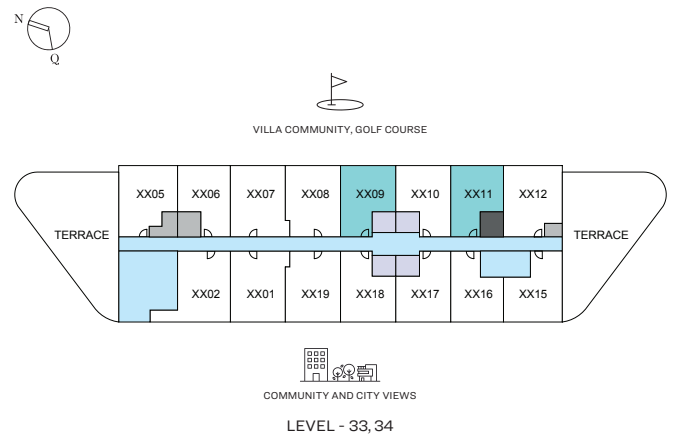 N
Q
VILLA COMMUNITY, GOLF COURSE
XX05 XX06 XX07 XX08 XX09 XX10 XX11 XX12
TERRACE TERRACE
XX02 XX01 XX19 XX18 XX17 XX16 XX15
COMMUNITY AND CITY VIEWS
LEVEL - 33, 34